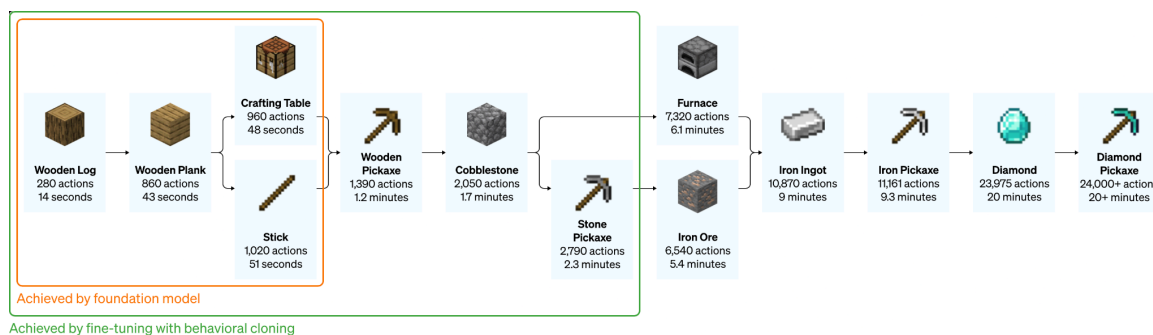 Wooden Log
280 actions
14 seconds
Wooden Plank
860 actions
43 seconds
Crafting Table
960 actions
48 seconds
Stick
1,020 actions
51 seconds
Wooden
Pickaxe
1,390 actions
1.2 minutes
Cobblestone
2,050 actions
1.7 minutes
Stone
Pickaxe
2,790 actions
2.3 minutes
Furnace
7,320 actions
6.1 minutes
Iron Ore
6,540 actions
5.4 minutes
Iron Ingot
10,870 actions
9 minutes
Iron Pickaxe
11,161 actions
9.3 minutes
Diamond
23,975 actions
20 minutes
Diamond
Pickaxe
24,000+ actions
20+ minutes
Achieved by foundation model
Achieved by fine-tuning with behavioral cloning